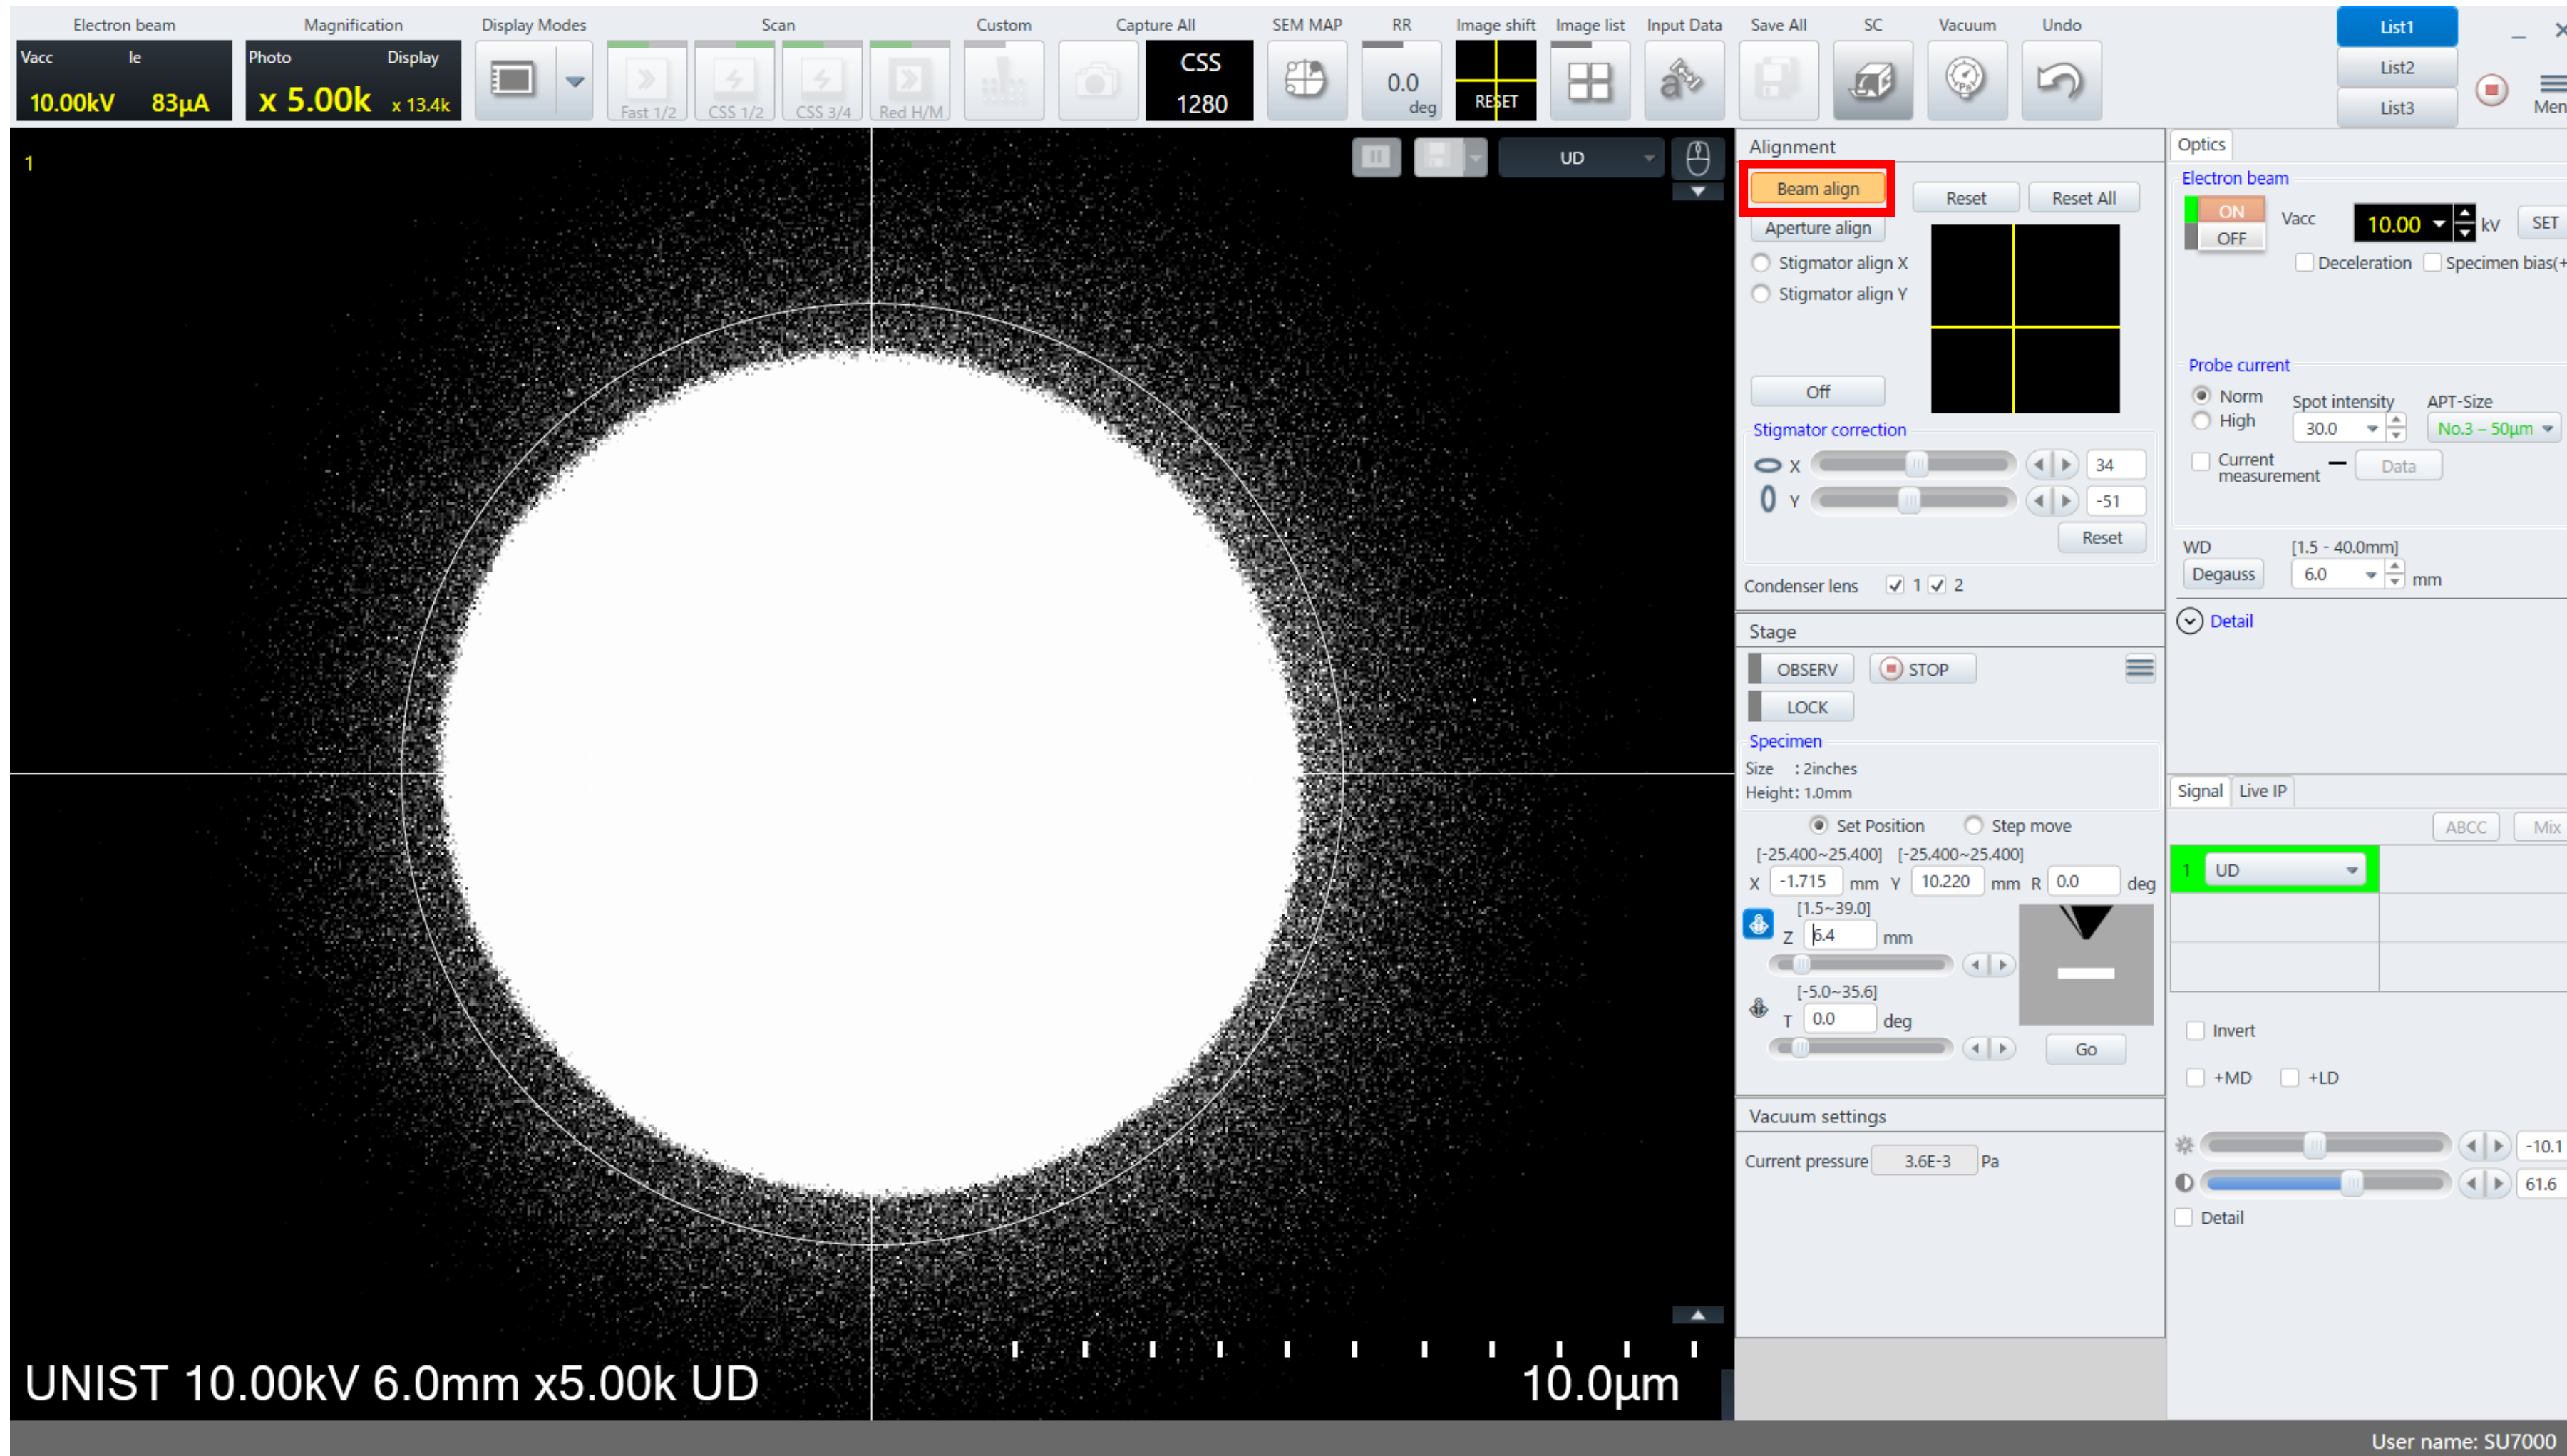 Electron beam
Magnification
Display Modes
Scan
Custom
Capture All
SEM MAP
RR
Image shift
Image list
Input Data
Save All
SC
Vacuum
Undo
Vacc Ie
10.00kV 83µA
Photo Display
x 5.00k x 13.4k
Fast 1/2
CSS 1/2
CSS 3/4
Red H/M
CSS
1280
0.0
deg
RESET
List1
List2
List3
Men
1
UD
Alignment
Beam align
Reset
Reset All
Aperture align
Stigmator align X
Stigmator align Y
Off
Stigmator correction
X 34
Y -51
Reset
Condenser lens 1 2
Stage
OBSERV
STOP
LOCK
Specimen
Size : 2inches
Height: 1.0mm
Set Position Step move
[-25.400~25.400] [-25.400~25.400]
X -1.715 mm Y 10.220 mm R 0.0 deg
[1.5~39.0]
Z 6.4 mm
[-5.0~35.6]
T 0.0 deg
Go
Vacuum settings
Current pressure 3.6E-3 Pa
Optics
Electron beam
ON
OFF
Vacc 10.00 kV SET
Deceleration Specimen bias(+
Probe current
Norm
High
Spot intensity
30.0
APT-Size
No.3 – 50µm
Current
measurement
Data
WD [1.5 - 40.0mm]
Degauss 6.0 mm
Detail
Signal Live IP
ABCC Mix
1 UD
Invert
+MD +LD
-10.1
61.6
Detail
UNIST 10.00kV 6.0mm x5.00k UD
10.0µm
User name: SU7000